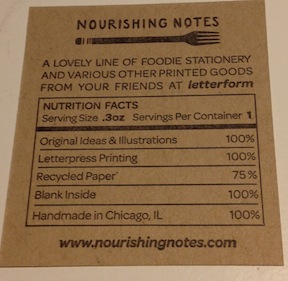 NOURISHING NOTES
A LOVELY LINE OF FOODIE STATIONERY
AND VARIOUS OTHER PRINTED GOODS
FROM YOUR FRIENDS AT letterform
NUTRITION FACTS
Serving Size .3oz Servings Per Container 1
Original Ideas & Illustrations 100%
Letterpress Printing 100%
Recycled Paper* 75%
Blank Inside 100%
Handmade in Chicago, IL 100%
www.nourishingnotes.com